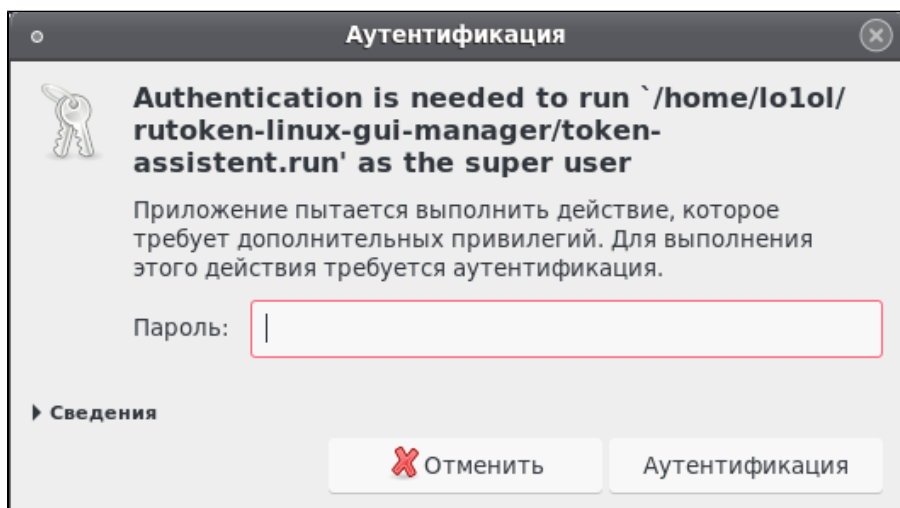 Аутентификация
Authentication is needed to run `/home/lo1ol/
rutoken-linux-gui-manager/token-
assistent.run' as the super user
Приложение пытается выполнить действие, которое
требует дополнительных привилегий. Для выполнения
этого действия требуется аутентификация.
Пароль:
Сведения
Отменить
Аутентификация